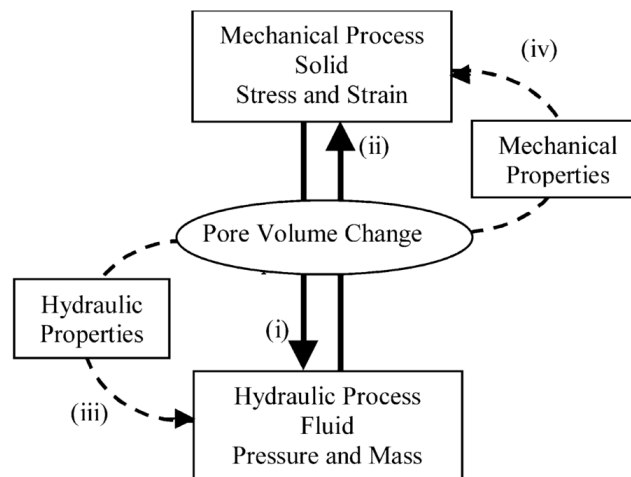 Mechanical Process
Solid
Stress and Strain
(iv)
(ii)
Mechanical
Properties
Pore Volume Change
Hydraulic
Properties
(i)
(iii)
Hydraulic Process
Fluid
Pressure and Mass